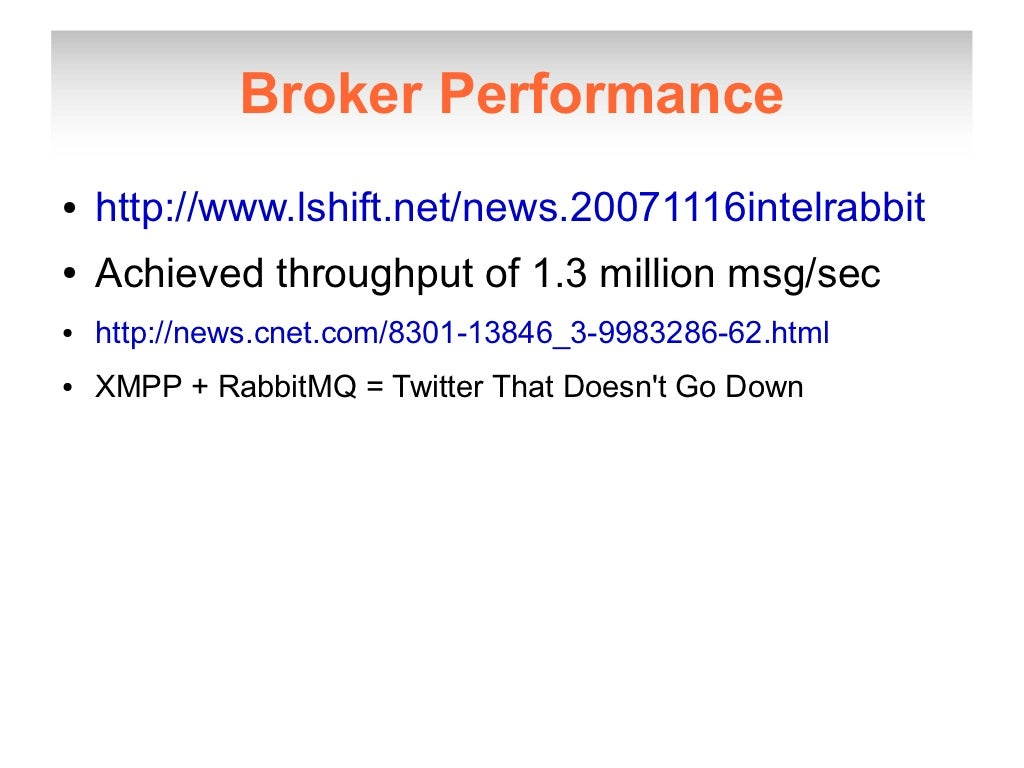 Broker Performance
● http://www.lshift.net/news.20071116intelrabbit
● Achieved throughput of 1.3 million msg/sec
● http://news.cnet.com/8301-13846_3-9983286-62.html
● XMPP + RabbitMQ = Twitter That Doesn't Go Down